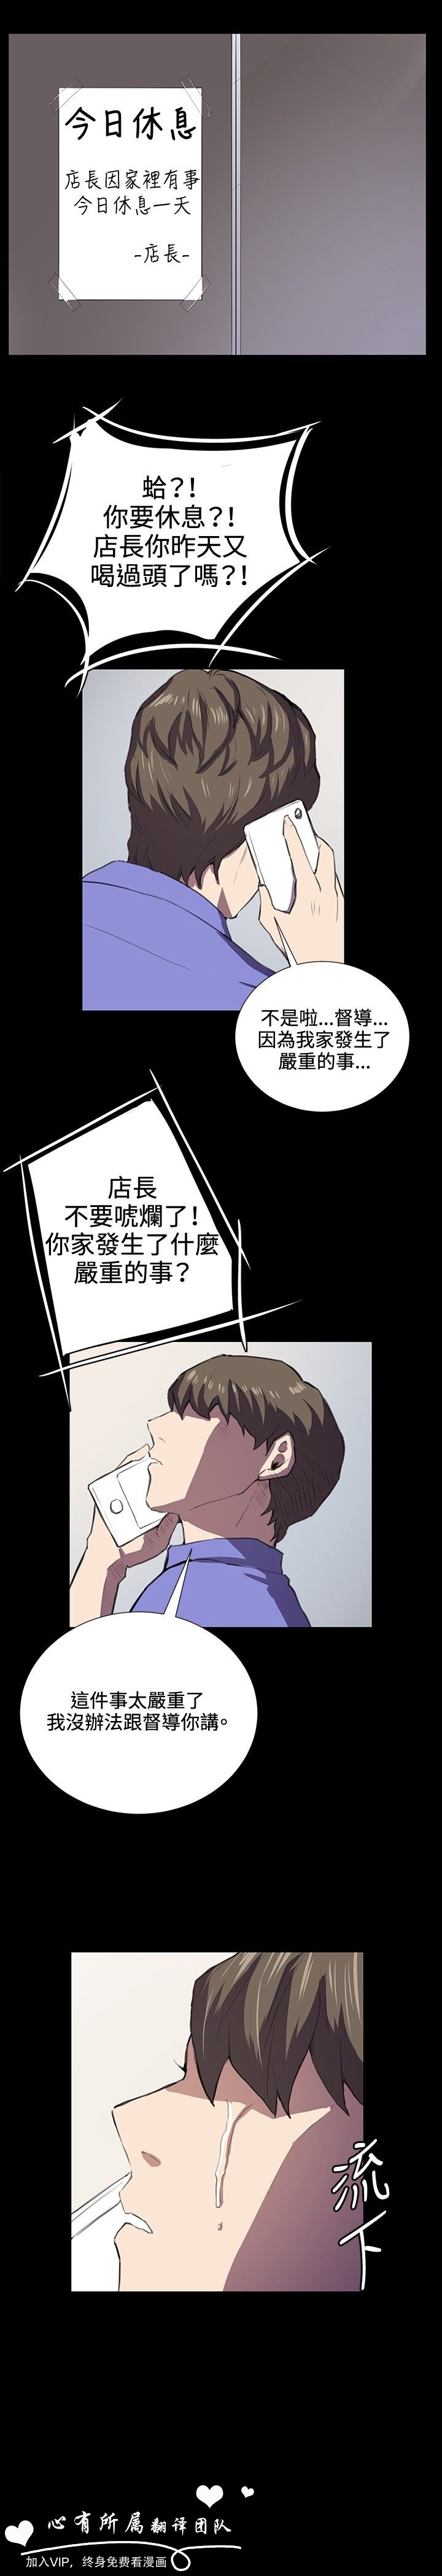 今日休息
店長因家裡有事
今日休息一天
-店長-
蛤?!
你要休息?!
店長你昨天又
喝過頭了嗎?!
不是啦...督導...
因為我家發生了
嚴重的事...
店長
不要唬爛了!
你家發生了什麼
嚴重的事?
這件事太嚴重了
我沒辦法跟督導你講。
流
下
心有所属翻译团队
加入VIP，终身免费看漫画